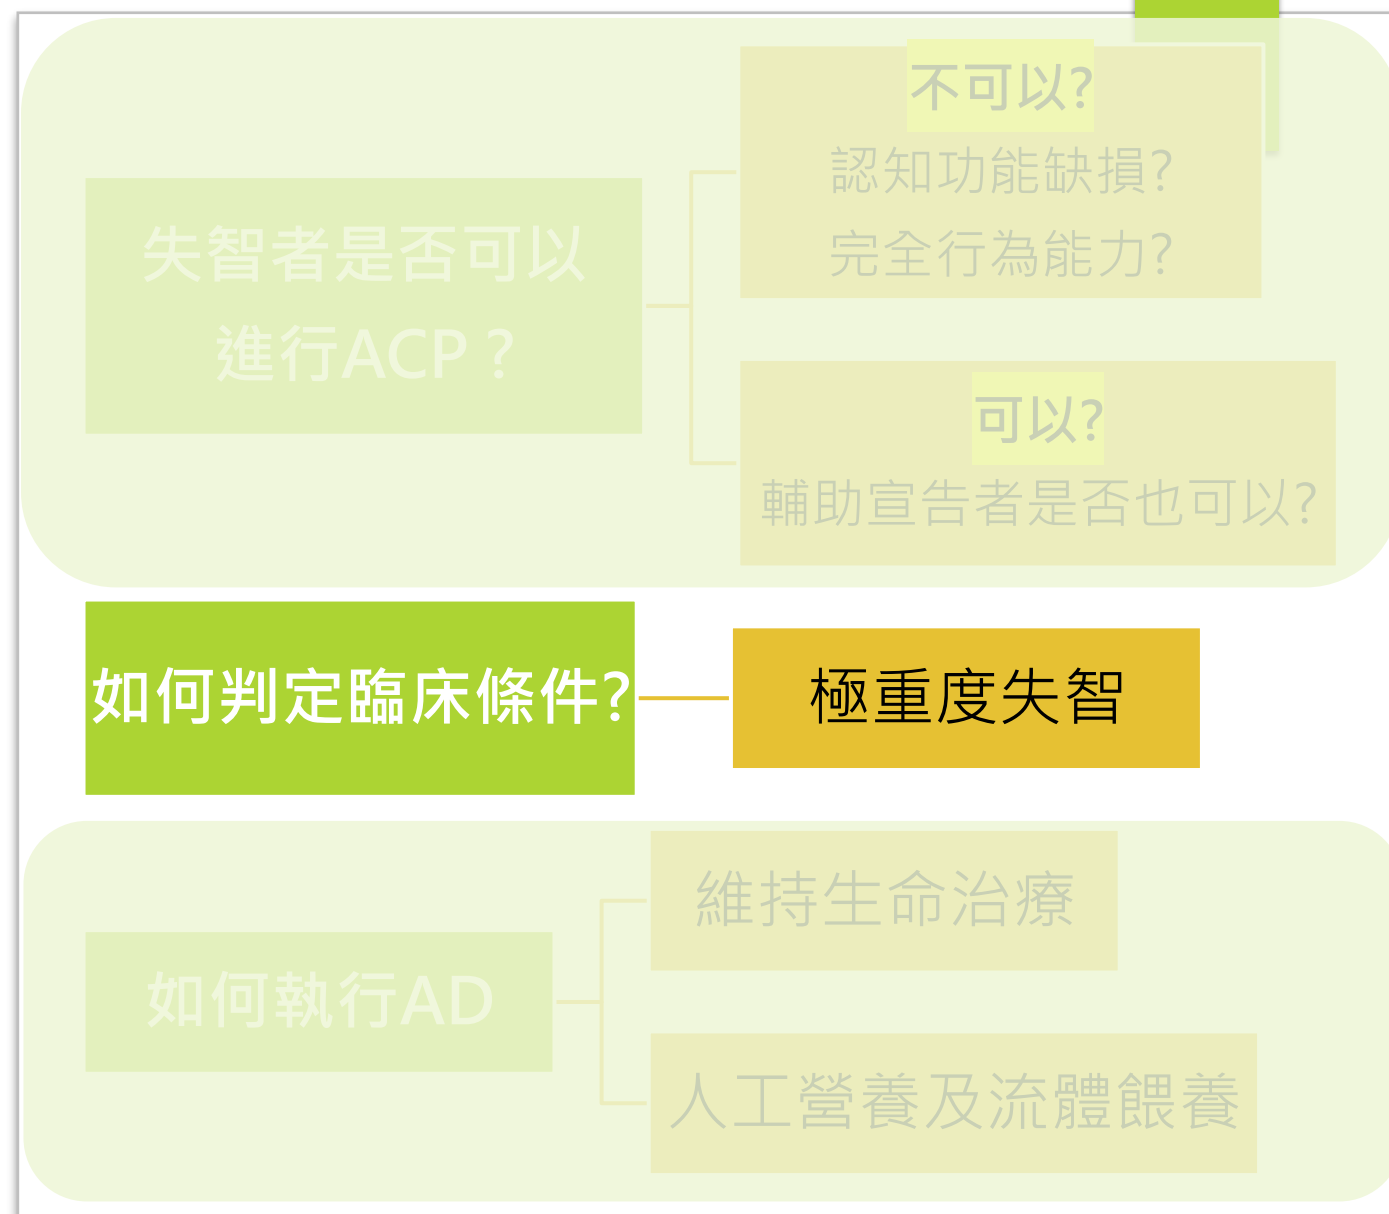 不可以?
認知功能缺損?
完全行為能力?
失智者是否可以
進行ACP？
可以?
輔助宣告者是否也可以?
如何判定臨床條件?
極重度失智
維持生命治療
如何執行AD
人工營養及流體餵養